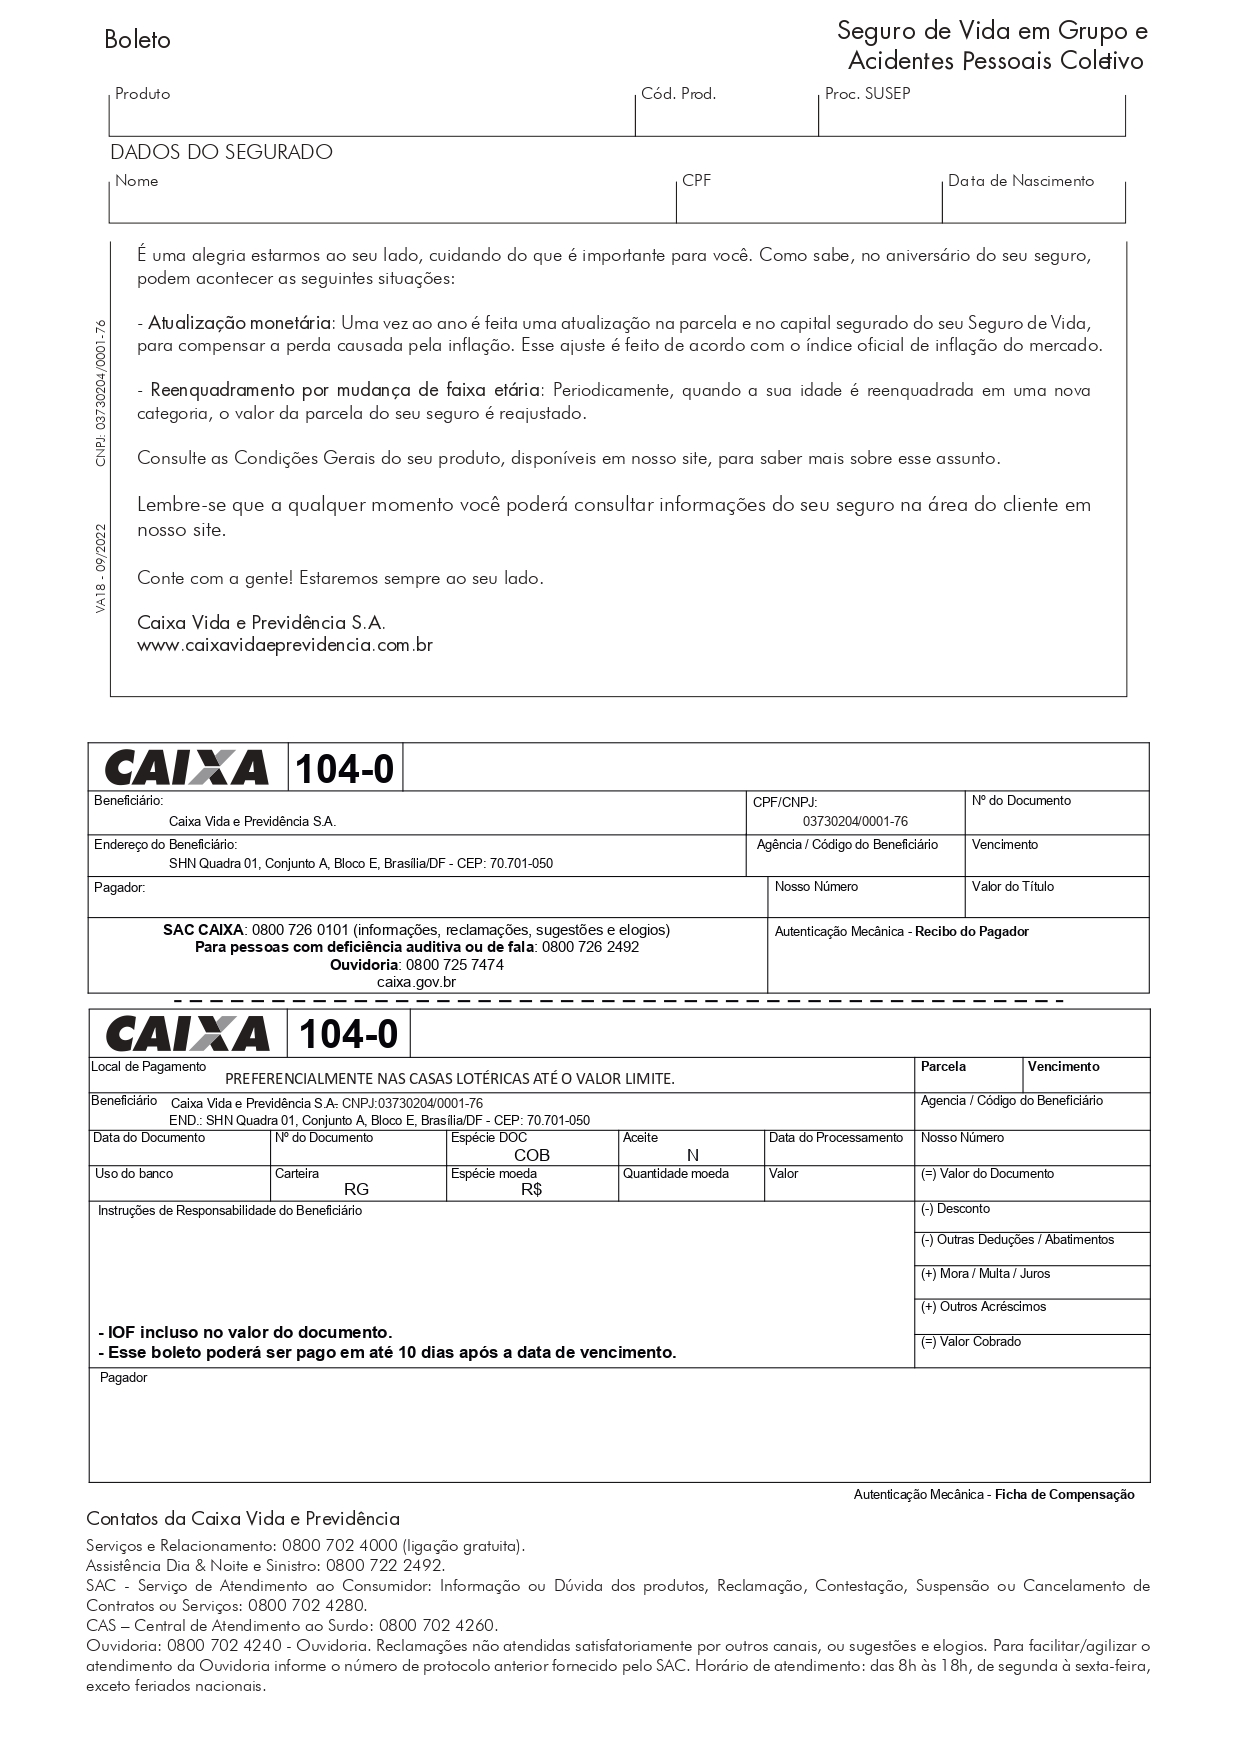 Boleto
Seguro de Vida em Grupo e
Acidentes Pessoais Coletivo
Produto
Cód. Prod.
Proc. SUSEP
DADOS DO SEGURADO
Nome
CPF
Data de Nascimento
É uma alegria estarmos ao seu lado, cuidando do que é importante para você. Como sabe, no aniversário do seu seguro,
podem acontecer as seguintes situações:
- Atualização monetária: Uma vez ao ano é feita uma atualização na parcela e no capital segurado do seu Seguro de Vida,
para compensar a perda causada pela inflação. Esse ajuste é feito de acordo com o índice oficial de inflação do mercado.
- Reenquadramento por mudança de faixa etária: Periodicamente, quando a sua idade é reenquadrada em uma nova
categoria, o valor da parcela do seu seguro é reajustado.
Consulte as Condições Gerais do seu produto, disponíveis em nosso site, para saber mais sobre esse assunto.
Lembre-se que a qualquer momento você poderá consultar informações do seu seguro na área do cliente em
nosso site.
Conte com a gente! Estaremos sempre ao seu lado.
Caixa Vida e Previdência S.A.
www.caixavidaeprevidencia.com.br
VA18 - 09/2022
CNPJ: 03730204/0001-76
CAIXA
104-0
Beneficiário:
Caixa Vida e Previdência S.A.
CPF/CNPJ:
03730204/0001-76
Nº do Documento
Endereço do Beneficiário:
SHN Quadra 01, Conjunto A, Bloco E, Brasília/DF - CEP: 70.701-050
Agência / Código do Beneficiário
Vencimento
Pagador:
Nosso Número
Valor do Título
SAC CAIXA: 0800 726 0101 (informações, reclamações, sugestões e elogios)
Para pessoas com deficiência auditiva ou de fala: 0800 726 2492
Ouvidoria: 0800 725 7474
caixa.gov.br
Autenticação Mecânica - Recibo do Pagador
CAIXA
104-0
Local de Pagamento
PREFERENCIALMENTE NAS CASAS LOTÉRICAS ATÉ O VALOR LIMITE.
Parcela
Vencimento
Beneficiário
Caixa Vida e Previdência S.A- CNPJ:03730204/0001-76
END.: SHN Quadra 01, Conjunto A, Bloco E, Brasília/DF - CEP: 70.701-050
Agencia / Código do Beneficiário
Data do Documento
Nº do Documento
Espécie DOC
COB
Aceite
N
Data do Processamento
Nosso Número
Uso do banco
Carteira
RG
Espécie moeda
R$
Quantidade moeda
Valor
(=) Valor do Documento
Instruções de Responsabilidade do Beneficiário
(-) Desconto
(-) Outras Deduções / Abatimentos
(+) Mora / Multa / Juros
(+) Outros Acréscimos
(=) Valor Cobrado
- IOF incluso no valor do documento.
- Esse boleto poderá ser pago em até 10 dias após a data de vencimento.
Pagador
Autenticação Mecânica - Ficha de Compensação
Contatos da Caixa Vida e Previdência
Serviços e Relacionamento: 0800 702 4000 (ligação gratuita).
Assistência Dia & Noite e Sinistro: 0800 722 2492.
SAC - Serviço de Atendimento ao Consumidor: Informação ou Dúvida dos produtos, Reclamação, Contestação, Suspensão ou Cancelamento de
Contratos ou Serviços: 0800 702 4280.
CAS – Central de Atendimento ao Surdo: 0800 702 4260.
Ouvidoria: 0800 702 4240 - Ouvidoria. Reclamações não atendidas satisfatoriamente por outros canais, ou sugestões e elogios. Para facilitar/agilizar o
atendimento da Ouvidoria informe o número de protocolo anterior fornecido pelo SAC. Horário de atendimento: das 8h às 18h, de segunda à sexta-feira,
exceto feriados nacionais.